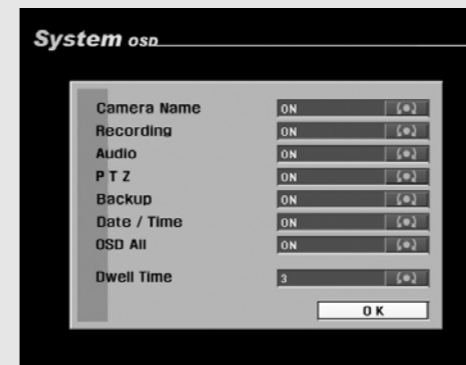 System OSD
Camera Name ON
Recording ON
Audio ON
P T Z ON
Backup ON
Date / Time ON
OSD All ON
Dwell Time 3
O K